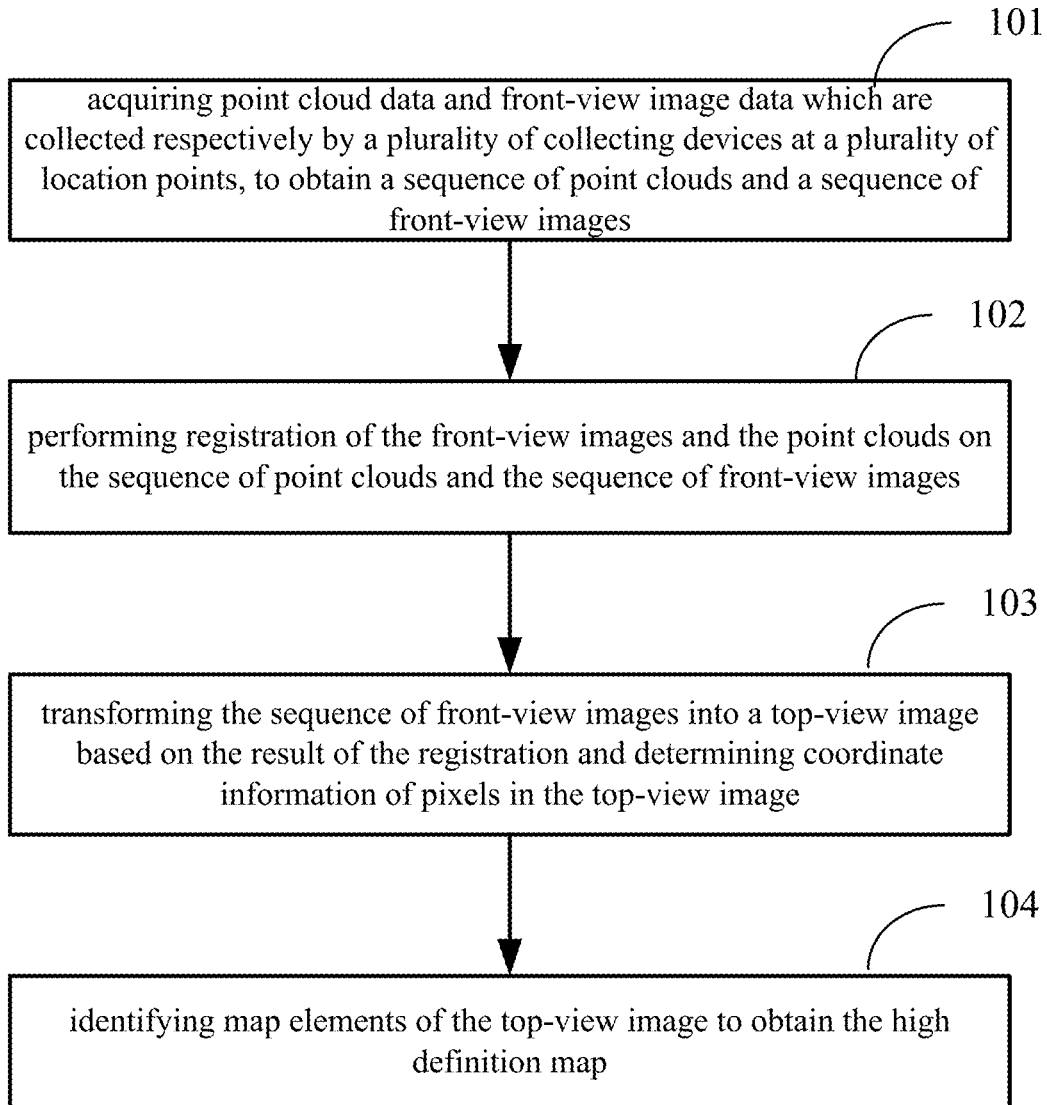 101
acquiring point cloud data and front-view image data which are
collected respectively by a plurality of collecting devices at a plurality of
location points, to obtain a sequence of point clouds and a sequence of
front-view images
102
performing registration of the front-view images and the point clouds on
the sequence of point clouds and the sequence of front-view images
103
transforming the sequence of front-view images into a top-view image
based on the result of the registration and determining coordinate
information of pixels in the top-view image
104
identifying map elements of the top-view image to obtain the high
definition map